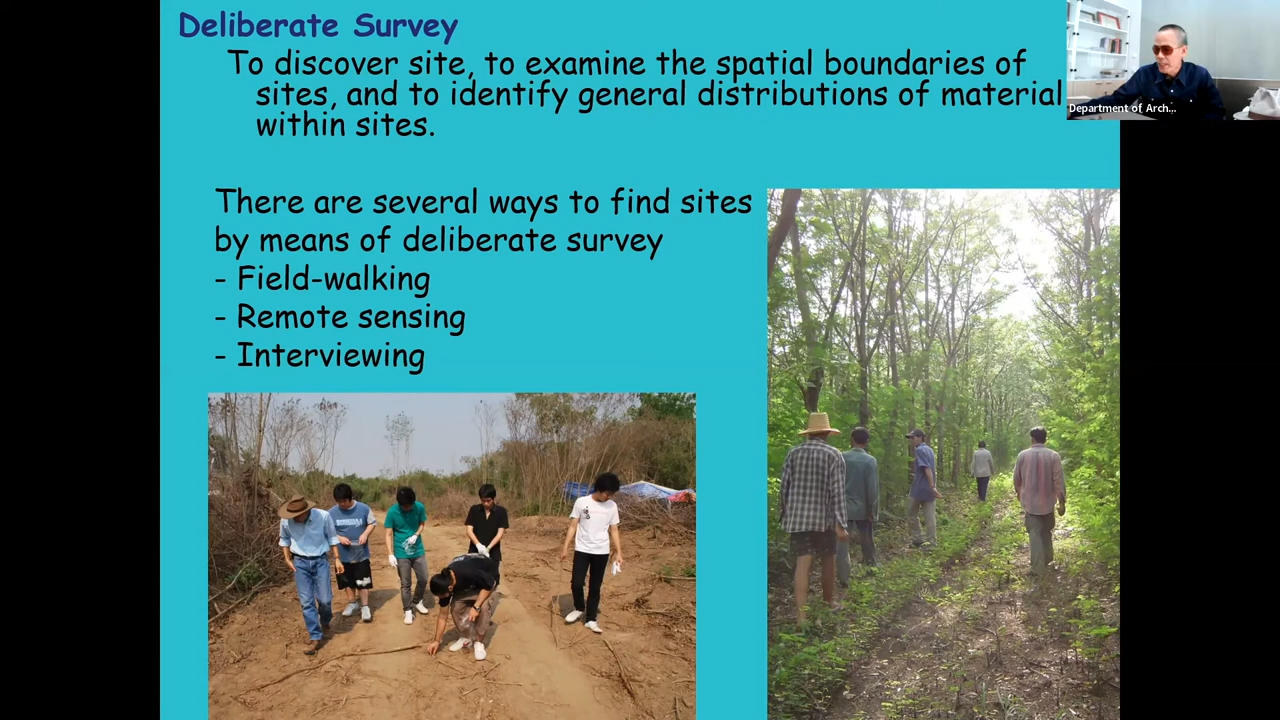 Deliberate Survey
To discover site, to examine the spatial boundaries of
sites, and to identify general distributions of material
within sites.
Department of Arch...
There are several ways to find sites
by means of deliberate survey
- Field-walking
- Remote sensing
- Interviewing